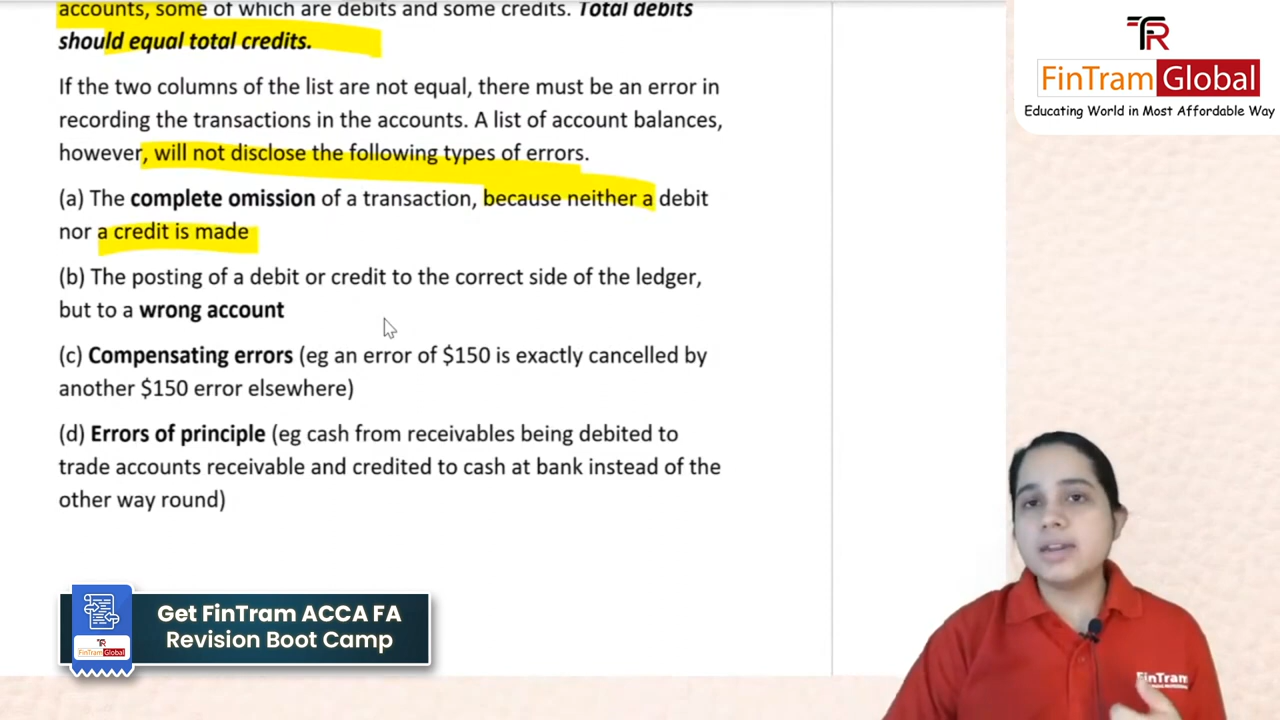 accounts, some of which are debits and some credits. Total debits
should equal total credits.
If the two columns of the list are not equal, there must be an error in
recording the transactions in the accounts. A list of account balances,
however, will not disclose the following types of errors.
(a) The complete omission of a transaction, because neither a debit
nor a credit is made
(b) The posting of a debit or credit to the correct side of the ledger,
but to a wrong account
(c) Compensating errors (eg an error of $150 is exactly cancelled by
another $150 error elsewhere)
(d) Errors of principle (eg cash from receivables being debited to
trade accounts receivable and credited to cash at bank instead of the
other way round)
TR
FinTram Global
Educating World in Most Affordable Way
TR
FinTram Global
Get FinTram ACCA FA
Revision Boot Camp
FinTram